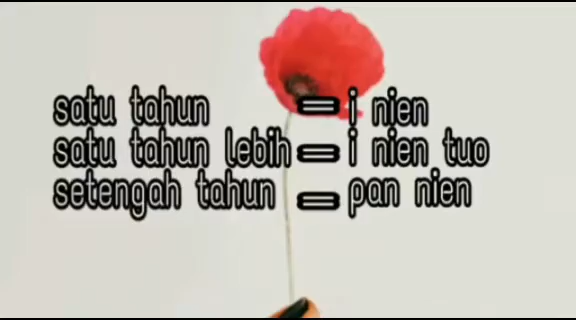 satu tahun = i nien
satu tahun lebih = i nien tuo
setengah tahun = pan nien